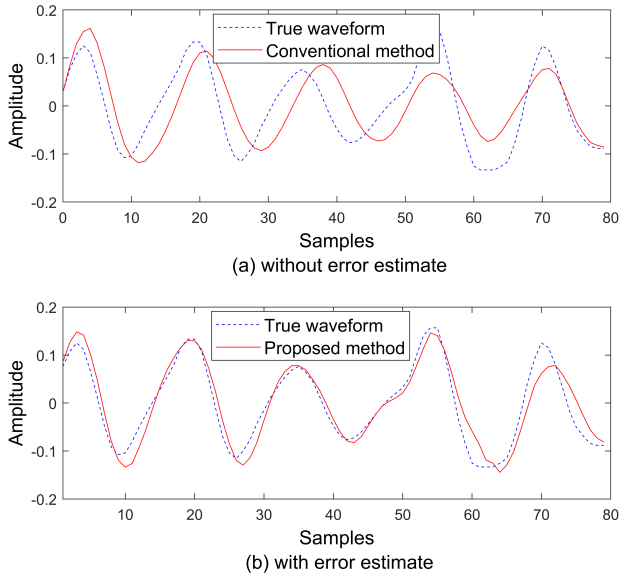 0.2
0.1
0
-0.1
-0.2
Amplitude
True waveform
Conventional method
0 10 20 30 40 50 60 70 80
Samples
(a) without error estimate
0.2
0.1
0
-0.1
-0.2
Amplitude
True waveform
Proposed method
10 20 30 40 50 60 70 80
Samples
(b) with error estimate